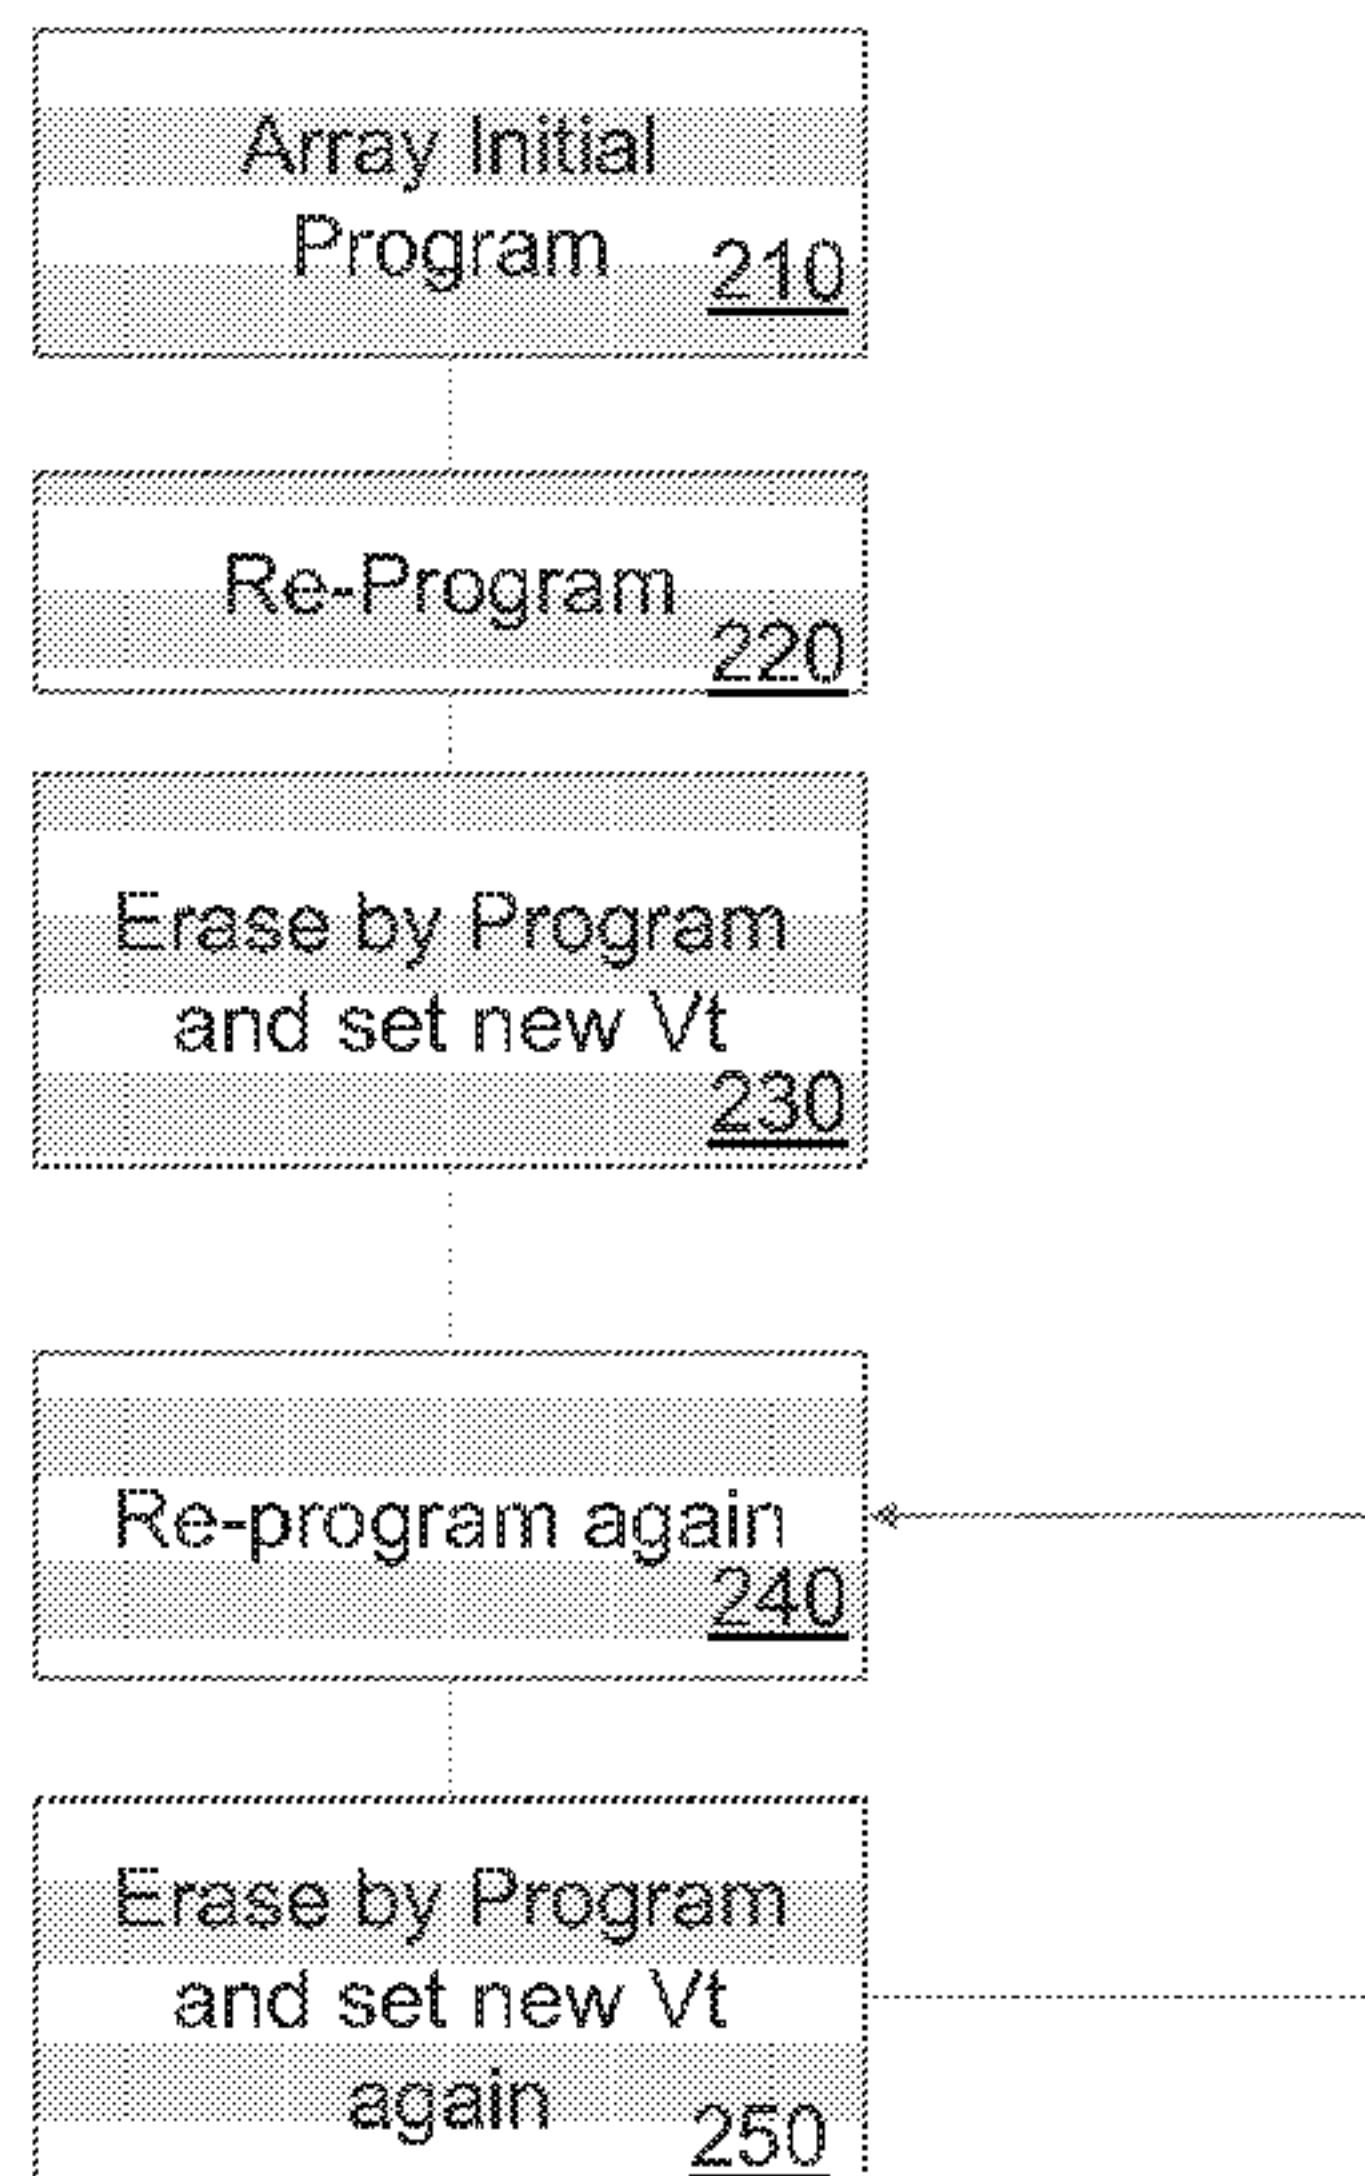 Array Initial
Program
210
Re-Program
220
Erase by Program
and set new Vt
230
Re-program again
240
Erase by Program
and set new Vt
again
250